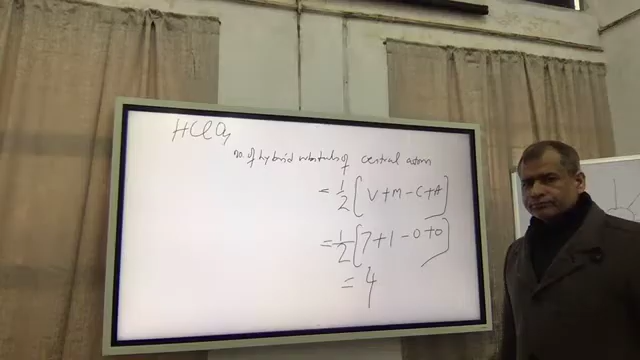 HClO4
no. of hybrid orbitals of central atom
= 1/2 [V+M-C+A]
= 1/2 [7+1-0+0]
= 4